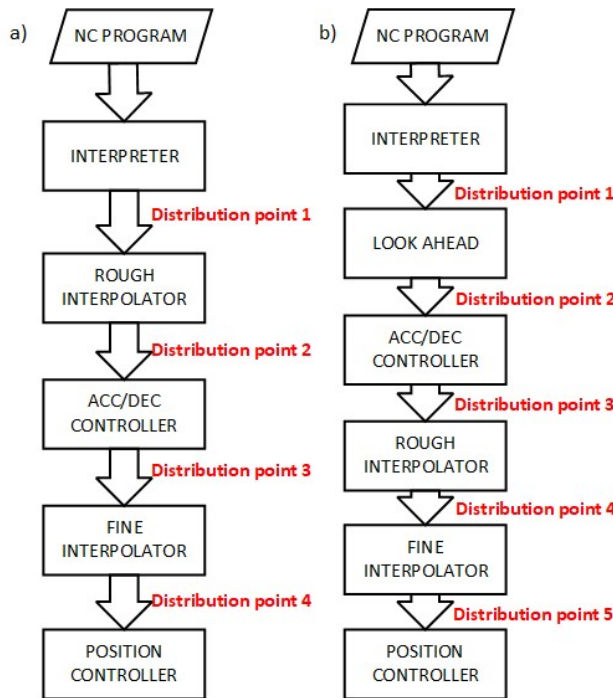 a)
NC PROGRAM
INTERPRETER
Distribution point 1
ROUGH
INTERPOLATOR
Distribution point 2
ACC/DEC
CONTROLLER
Distribution point 3
FINE
INTERPOLATOR
Distribution point 4
POSITION
CONTROLLER
b)
NC PROGRAM
INTERPRETER
Distribution point 1
LOOK AHEAD
Distribution point 2
ACC/DEC
CONTROLLER
Distribution point 3
ROUGH
INTERPOLATOR
Distribution point 4
FINE
INTERPOLATOR
Distribution point 5
POSITION
CONTROLLER